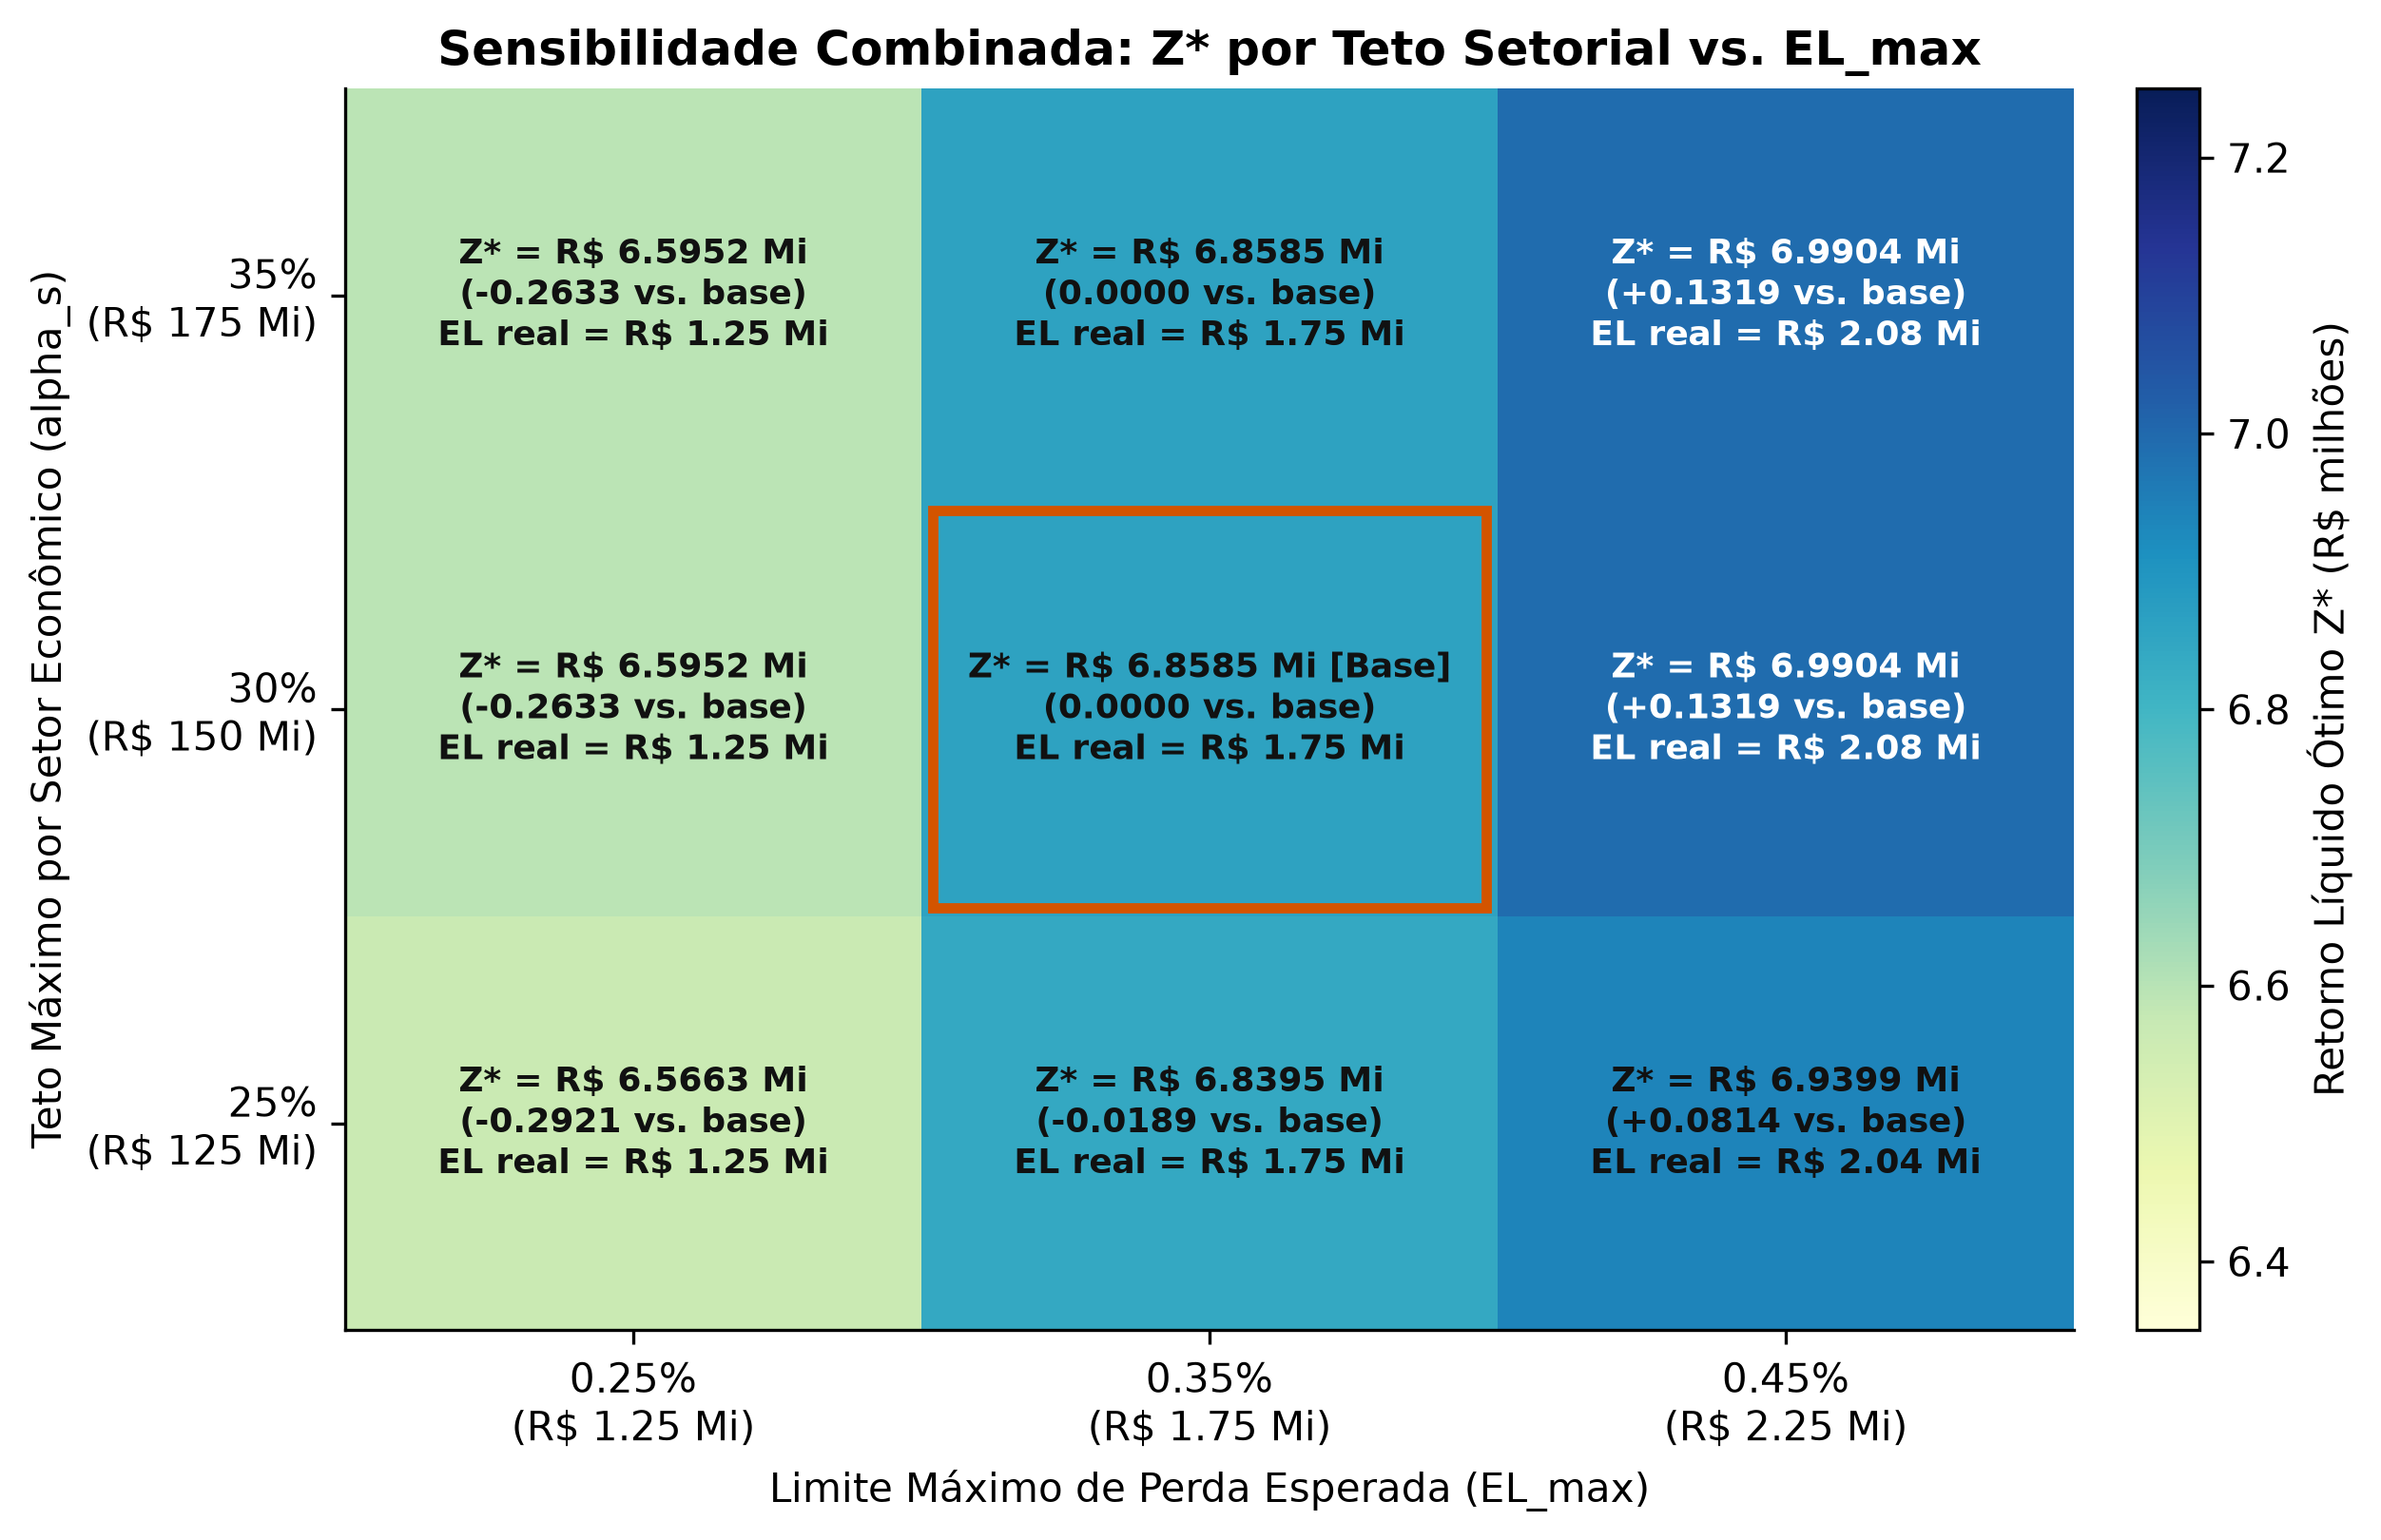 Sensibilidade Combinada: Z* por Teto Setorial vs. EL_max
Teto Máximo por Setor Econômico (alpha_s)
35%
(R$ 175 Mi)
Z* = R$ 6.5952 Mi
(-0.2633 vs. base)
EL real = R$ 1.25 Mi
Z* = R$ 6.8585 Mi
(0.0000 vs. base)
EL real = R$ 1.75 Mi
Z* = R$ 6.9904 Mi
(+0.1319 vs. base)
EL real = R$ 2.08 Mi
30%
(R$ 150 Mi)
Z* = R$ 6.5952 Mi
(-0.2633 vs. base)
EL real = R$ 1.25 Mi
Z* = R$ 6.8585 Mi [Base]
(0.0000 vs. base)
EL real = R$ 1.75 Mi
Z* = R$ 6.9904 Mi
(+0.1319 vs. base)
EL real = R$ 2.08 Mi
25%
(R$ 125 Mi)
Z* = R$ 6.5663 Mi
(-0.2921 vs. base)
EL real = R$ 1.25 Mi
Z* = R$ 6.8395 Mi
(-0.0189 vs. base)
EL real = R$ 1.75 Mi
Z* = R$ 6.9399 Mi
(+0.0814 vs. base)
EL real = R$ 2.04 Mi
0.25%
(R$ 1.25 Mi)
0.35%
(R$ 1.75 Mi)
0.45%
(R$ 2.25 Mi)
Limite Máximo de Perda Esperada (EL_max)
7.2
7.0
6.8
6.6
6.4
Retorno Líquido Ótimo Z* (R$ milhões)